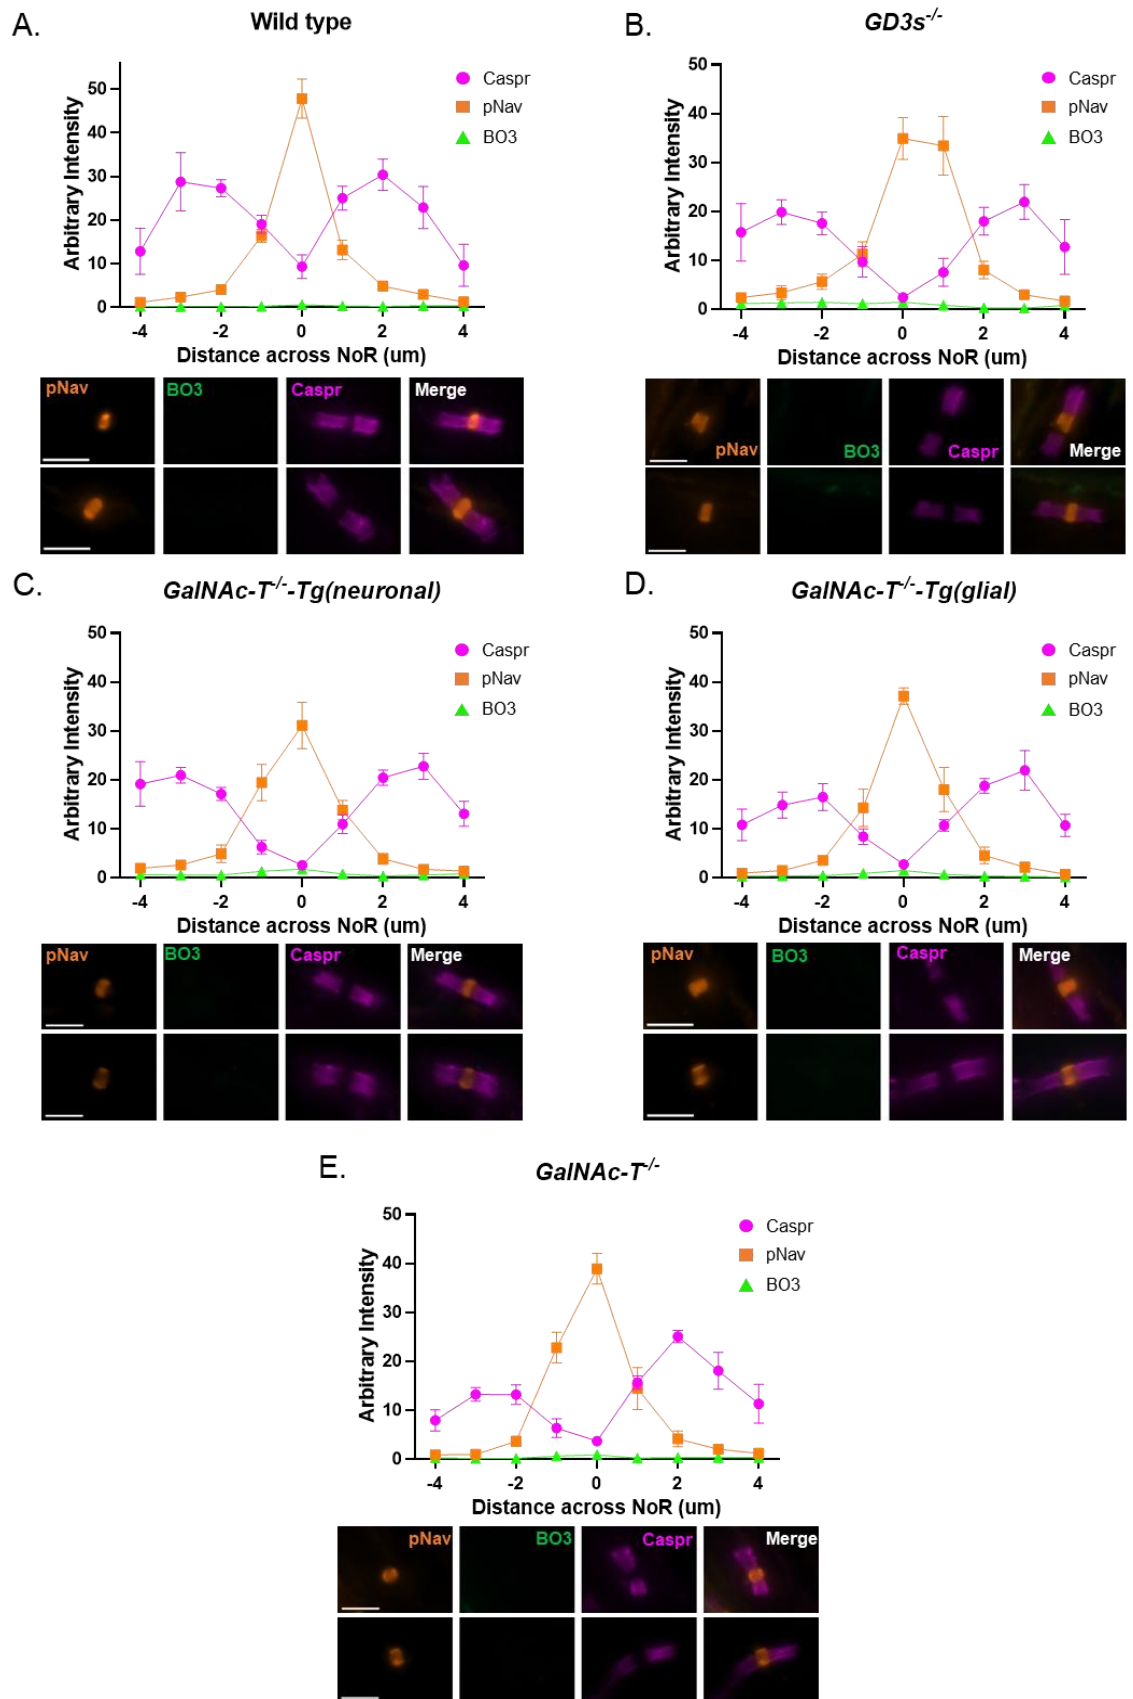 A.
Wild type
Arbitrary Intensity
50
40
30
20
10
0
-4 -2 0 2 4
Distance across NoR (um)
Caspr
pNav
BO3
pNav BO3 Caspr Merge
B.
GD3s-/-
Arbitrary Intensity
50
40
30
20
10
0
-4 -2 0 2 4
Distance across NoR (um)
Caspr
pNav
BO3
pNav BO3 Caspr Merge
C.
GalNAc-T-/--Tg(neuronal)
Arbitrary Intensity
50
40
30
20
10
0
-4 -2 0 2 4
Distance across NoR (um)
Caspr
pNav
BO3
pNav BO3 Caspr Merge
D.
GalNAc-T-/--Tg(glial)
Arbitrary Intensity
50
40
30
20
10
0
-4 -2 0 2 4
Distance across NoR (um)
Caspr
pNav
BO3
pNav BO3 Caspr Merge
E.
GalNAc-T-/-
Arbitrary Intensity
50
40
30
20
10
0
-4 -2 0 2 4
Distance across NoR (um)
Caspr
pNav
BO3
pNav BO3 Caspr Merge